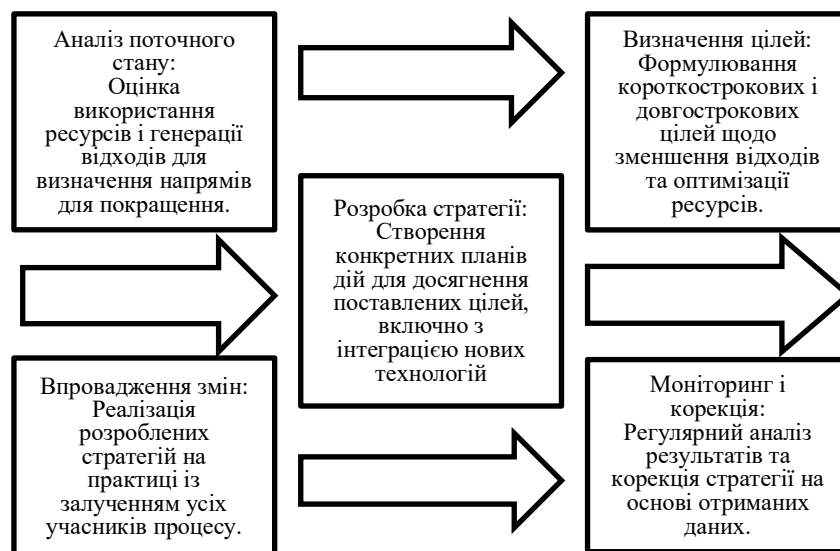 Аналіз поточного
стану:
Оцінка
використання
ресурсів і генерації
відходів для
визначення напрямів
для покращення.
Визначення цілей:
Формулювання
короткострокових і
довгострокових
цілей щодо
зменшення відходів
та оптимізації
ресурсів.
Розробка стратегії:
Створення
конкретних планів
дій для досягнення
поставлених цілей,
включно з
інтеграцією нових
технологій
Впровадження змін:
Реалізація
розроблених
стратегій на
практиці із
залученням усіх
учасників процесу.
Моніторинг і
корекція:
Регулярний аналіз
результатів та
корекція стратегії на
основі отриманих
даних.